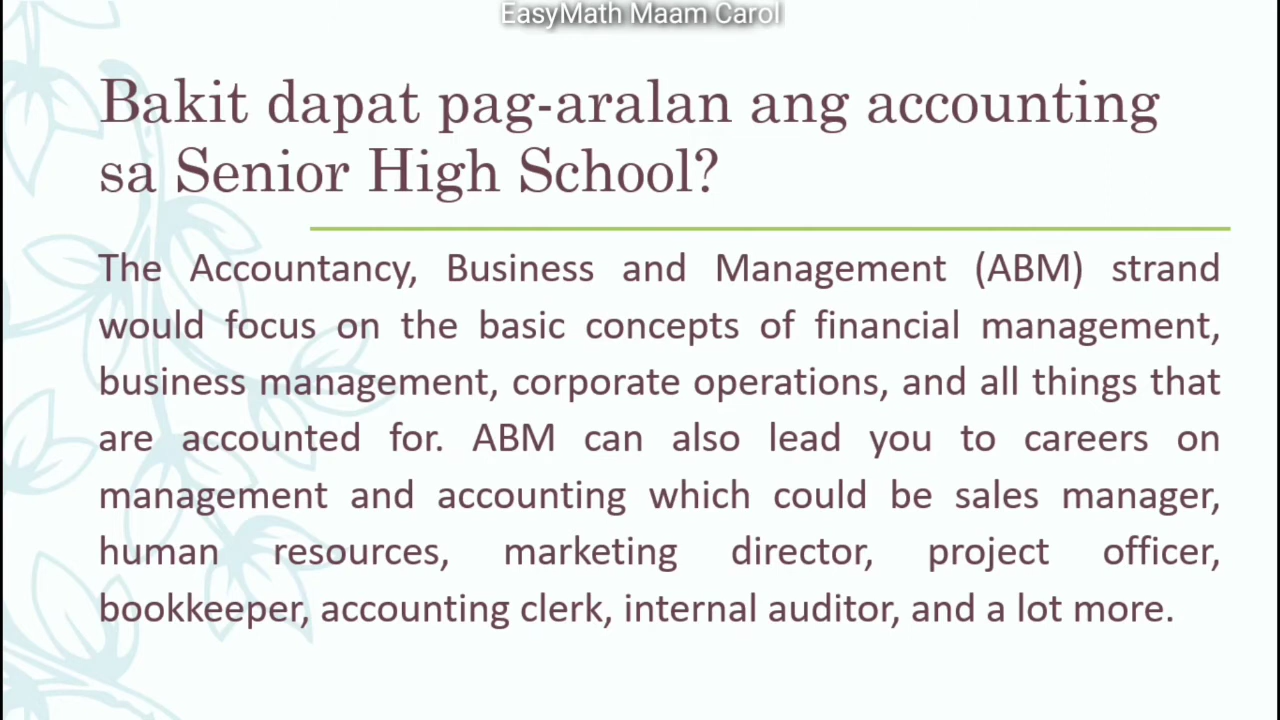 EasyMath Maam Carol
Bakit dapat pag-aralan ang accounting
sa Senior High School?
The Accountancy, Business and Management (ABM) strand
would focus on the basic concepts of financial management,
business management, corporate operations, and all things that
are accounted for. ABM can also lead you to careers on
management and accounting which could be sales manager,
human resources, marketing director, project officer,
bookkeeper, accounting clerk, internal auditor, and a lot more.